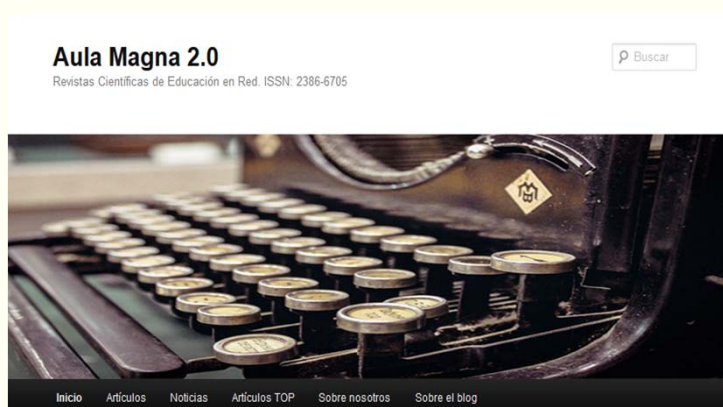 Aula Magna 2.0
Revistas Científicas de Educación en Red. ISSN: 2386-6705
Buscar
Inicio Artículos Noticias Artículos TOP Sobre nosotros Sobre el blog